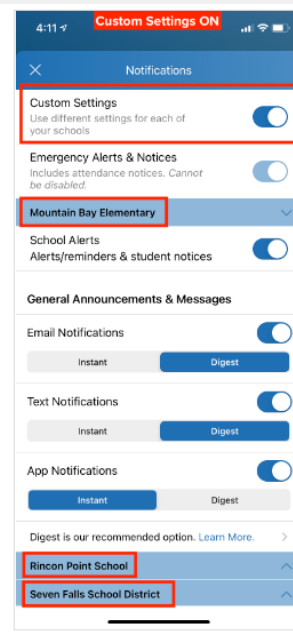 Custom Settings ON
4:11
Notifications
Custom Settings
Use different settings for each of
your schools
Emergency Alerts & Notices
Includes attendance notices. Cannot
be disabled.
Mountain Bay Elementary
School Alerts
Alerts/reminders & student notices
General Announcements & Messages
Email Notifications
Instant Digest
Text Notifications
Instant Digest
App Notifications
Instant Digest
Digest is our recommended option. Learn More.
Rincon Point School
Seven Falls School District